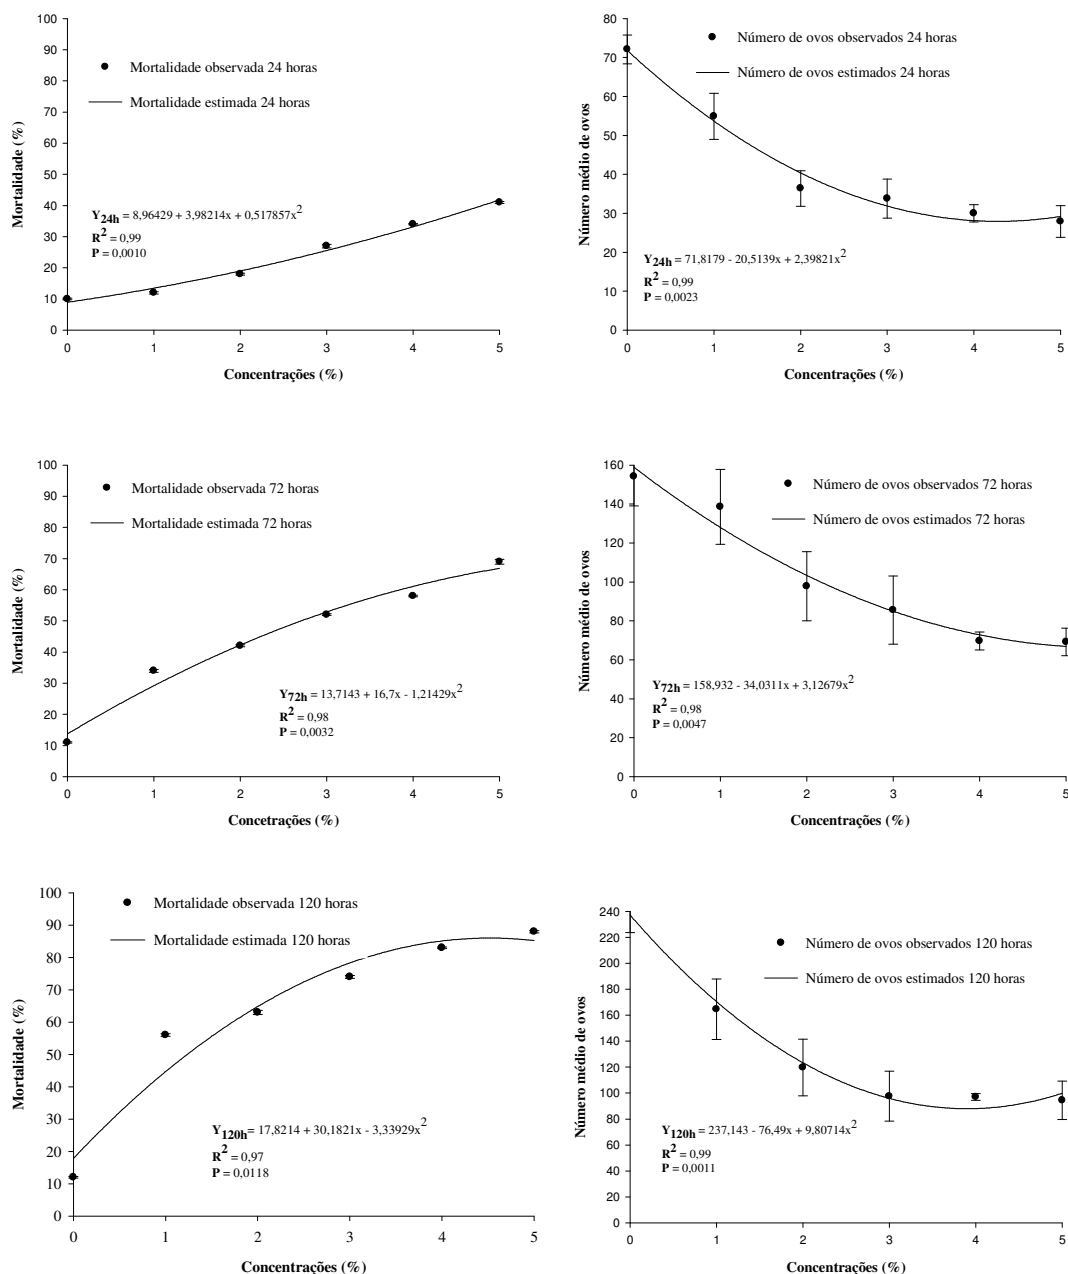 100
90
80
70
60
50
40
30
20
10
0
Mortalidade (%)
Mortalidade observada 24 horas
Mortalidade estimada 24 horas
Y24h = 8,96429 + 3,98214x + 0,517857x2
R2 = 0,99
P = 0,0010
0 1 2 3 4 5
Concentrações (%)
80
70
60
50
40
30
20
10
0
Número médio de ovos
Número de ovos observados 24 horas
Número de ovos estimados 24 horas
Y24h = 71,8179 - 20,5139x + 2,39821x2
R2 = 0,99
P = 0,0023
0 1 2 3 4 5
Concentrações (%)
100
90
80
70
60
50
40
30
20
10
0
Mortalidade (%)
Mortalidade observada 72 horas
Mortalidade estimada 72 horas
Y72h = 13,7143 + 16,7x - 1,21429x2
R2 = 0,98
P = 0,0032
0 1 2 3 4 5
Concetrações (%)
160
140
120
100
80
60
40
20
0
Número médio de ovos
Número de ovos observados 72 horas
Número de ovos estimados 72 horas
Y72h = 158,932 - 34,0311x + 3,12679x2
R2 = 0,98
P = 0,0047
0 1 2 3 4 5
Concentrações (%)
100
90
80
70
60
50
40
30
20
10
0
Mortalidade (%)
Mortalidade observada 120 horas
Mortalidade estimada 120 horas
Y120h= 17,8214 + 30,1821x - 3,33929x2
R2 = 0,97
P = 0,0118
0 1 2 3 4 5
Concentrações (%)
240
220
200
180
160
140
120
100
80
60
40
20
0
Número médio de ovos
Número de ovos observados 120 horas
Número de ovos estimados 120 horas
Y120h= 237,143 - 76,49x + 9,80714x2
R2 = 0,99
P = 0,0011
0 1 2 3 4 5
Concentrações (%)